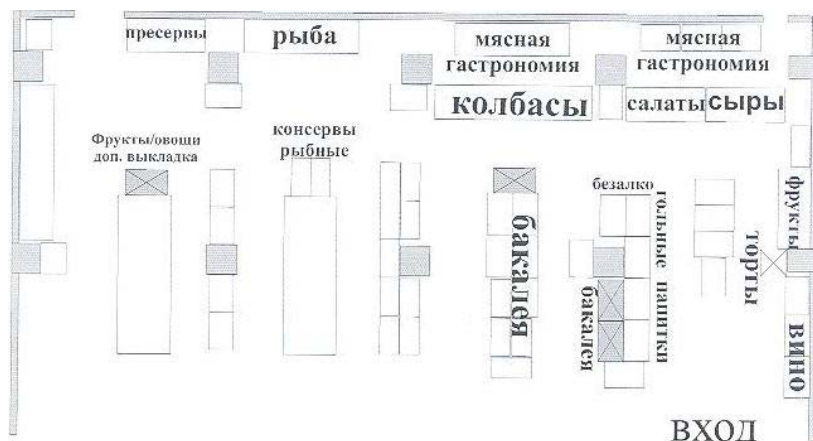 пресервы
рыба
мясная
гастрономия
мясная
гастрономия
колбасы
салаты
сыры
Фрукты/овощи
доп. выкладка
консервы
рыбные
безалко
гольные папитки
бакалея
бакалея
торты
фрукты
вино
вход